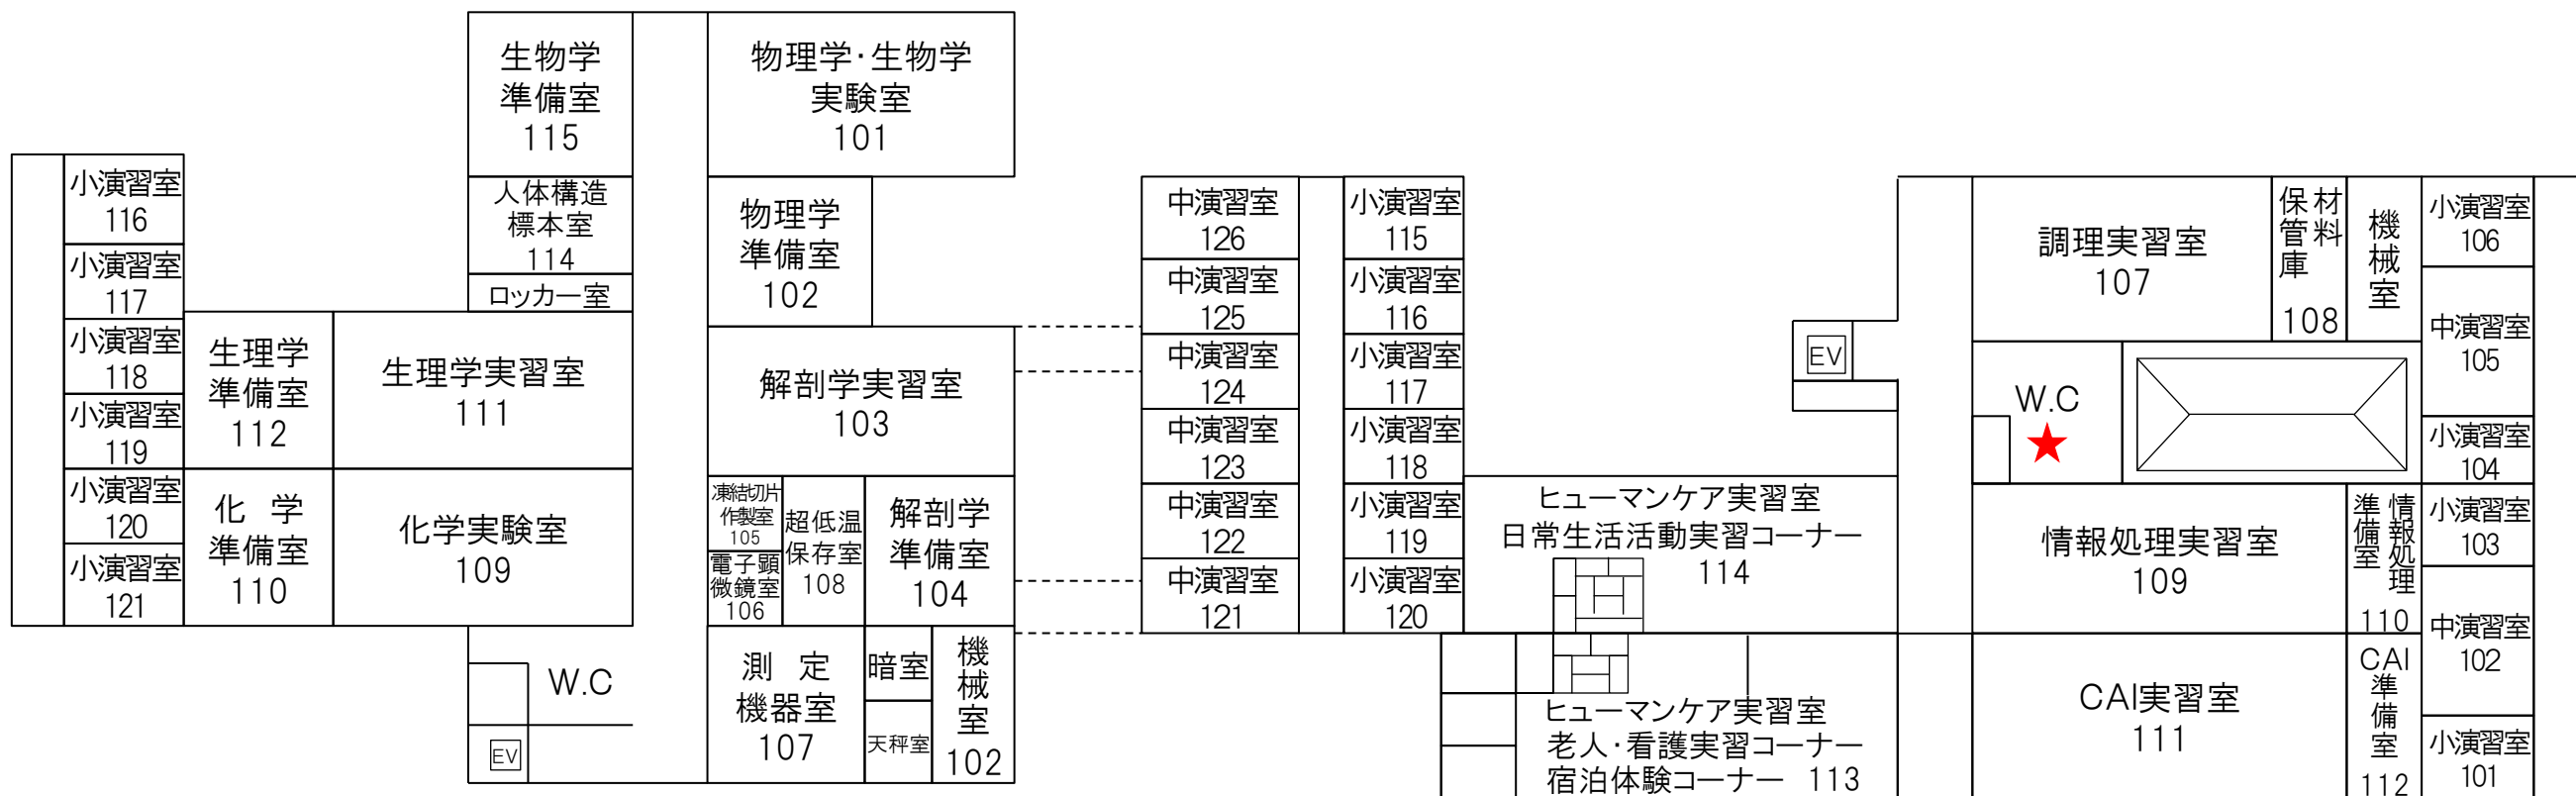 生物学
準備室
115
物理学・生物学
実験室
101
小演習室
116
小演習室
117
小演習室
118
小演習室
119
小演習室
120
小演習室
121
人体構造
標本室
114
ロッカー室
物理学
準備室
102
生理学
準備室
112
生理学実習室
111
解剖学実習室
103
化 学
準備室
110
化学実験室
109
凍結切片
作製室
105
電子顕
微鏡室
106
超低温
保存室
108
解剖学
準備室
104
W.C
EV
測 定
機器室
107
暗室
天秤室
機械室
102
中演習室
126
中演習室
125
中演習室
124
中演習室
123
中演習室
122
中演習室
121
小演習室
115
小演習室
116
小演習室
117
小演習室
118
小演習室
119
小演習室
120
ヒューマンケア実習室
日常生活活動実習コーナー
114
ヒューマンケア実習室
老人・看護実習コーナー
宿泊体験コーナー 113
EV
調理実習室
107
材料
保管庫
108
機械室
W.C
★
情報処理実習室
109
情報処理
準備室
110
CAI実習室
111
CAI
準備室
112
小演習室
106
中演習室
105
小演習室
104
小演習室
103
中演習室
102
小演習室
101